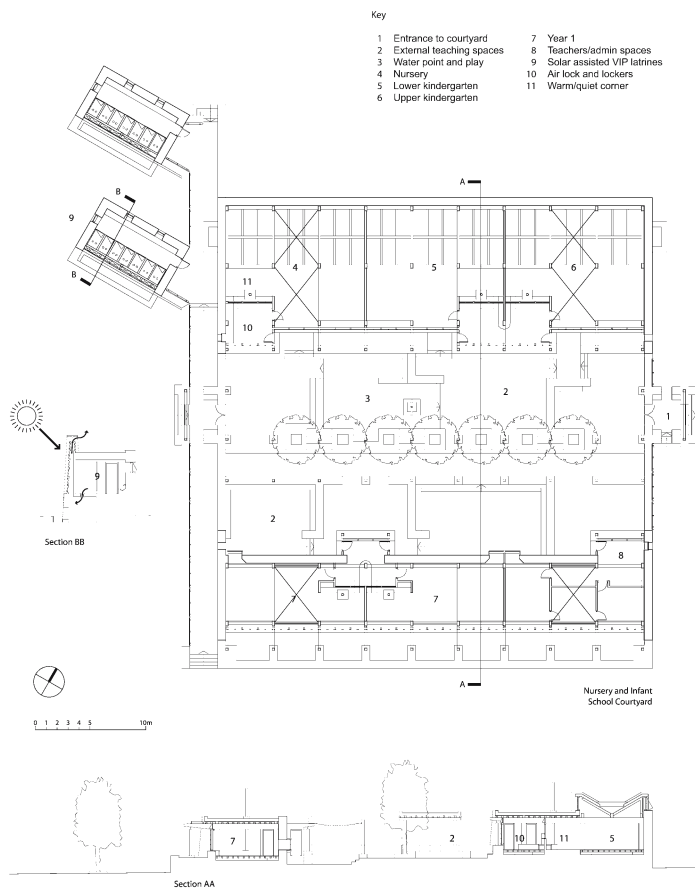 Key
1 Entrance to courtyard
2 External teaching spaces
3 Water point and play
4 Nursery
5 Lower kindergarten
6 Upper kindergarten
7 Year 1
8 Teachers/admin spaces
9 Solar assisted VIP latrines
10 Air lock and lockers
11 Warm/quiet corner
A
B
9
B
4
5
6
11
10
3
2
1
9
1
Section BB
2
8
7
7
A
Nursery and Infant
School Courtyard
0 1 2 3 4 5 10m
7
2
10
11
5
Section AA